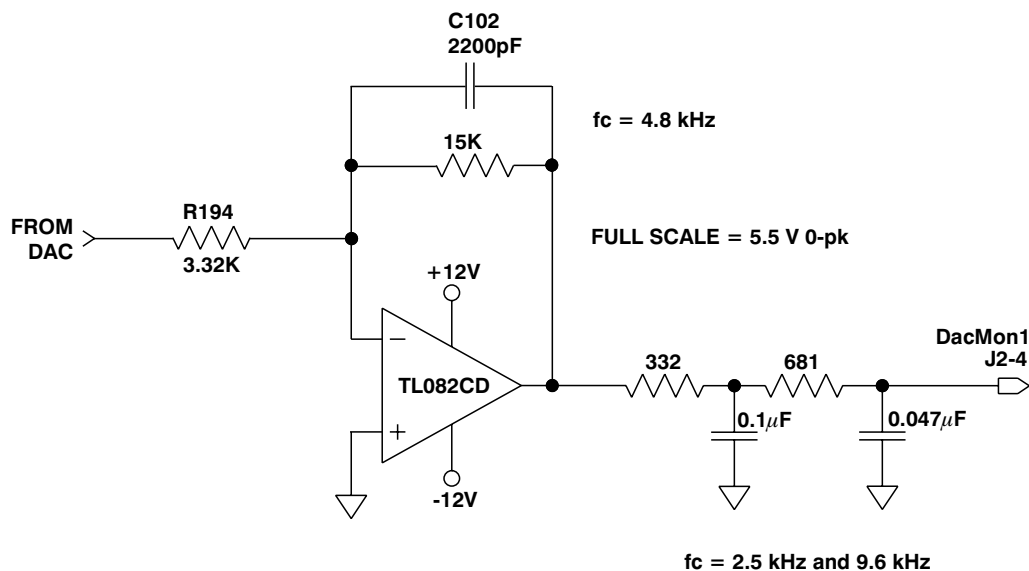 C102
2200pF
fc = 4.8 kHz
15K
R194
FROM
DAC
3.32K
FULL SCALE = 5.5 V 0-pk
+12V
−
TL082CD
+
-12V
332
681
DacMon1
J2-4
0.1μF
0.047μF
fc = 2.5 kHz and 9.6 kHz